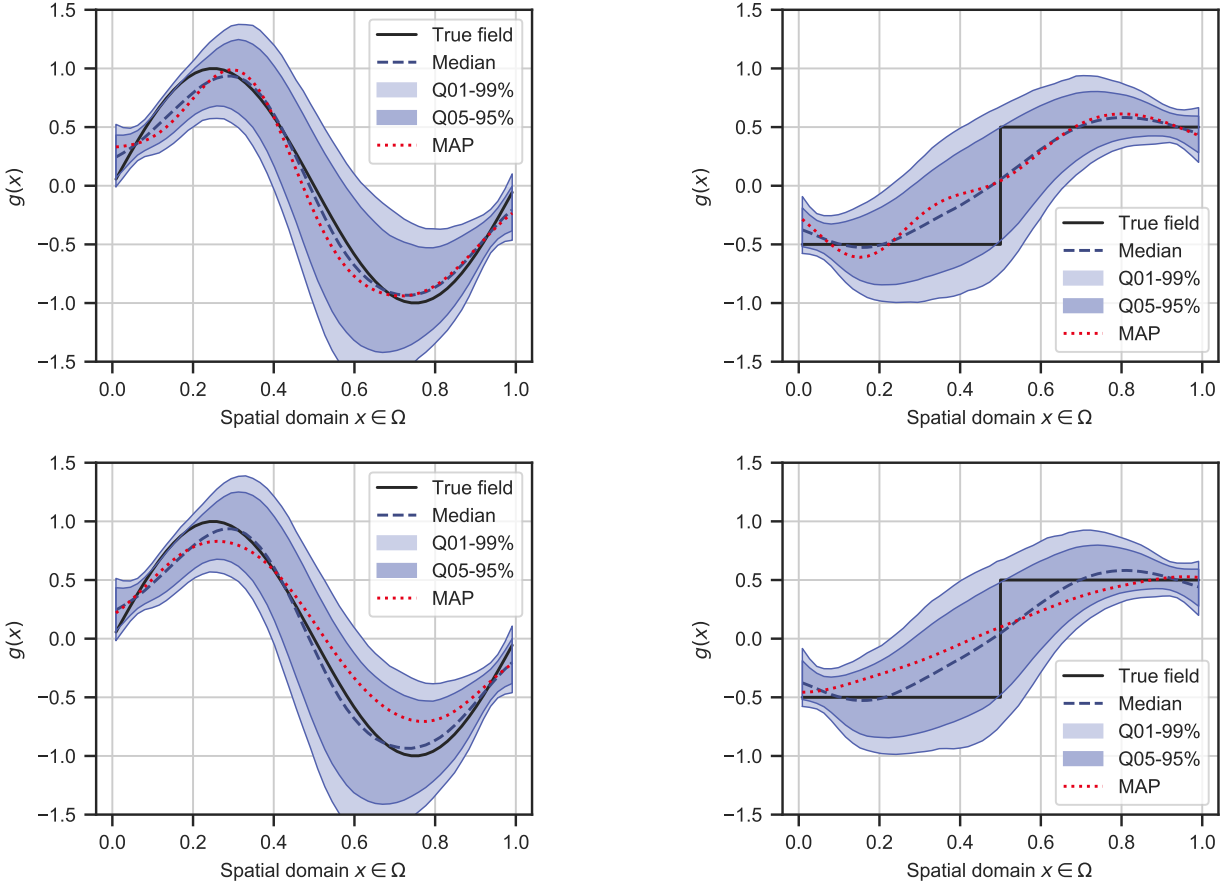 1.5
1.0
0.5
0.0
−0.5
−1.0
−1.5
g(x)
True field
Median
Q01-99%
Q05-95%
MAP
0.0 0.2 0.4 0.6 0.8 1.0
Spatial domain x ∈ Ω
1.5
1.0
0.5
0.0
−0.5
−1.0
−1.5
g(x)
True field
Median
Q01-99%
Q05-95%
MAP
0.0 0.2 0.4 0.6 0.8 1.0
Spatial domain x ∈ Ω
1.5
1.0
0.5
0.0
−0.5
−1.0
−1.5
g(x)
True field
Median
Q01-99%
Q05-95%
MAP
0.0 0.2 0.4 0.6 0.8 1.0
Spatial domain x ∈ Ω
1.5
1.0
0.5
0.0
−0.5
−1.0
−1.5
g(x)
True field
Median
Q01-99%
Q05-95%
MAP
0.0 0.2 0.4 0.6 0.8 1.0
Spatial domain x ∈ Ω